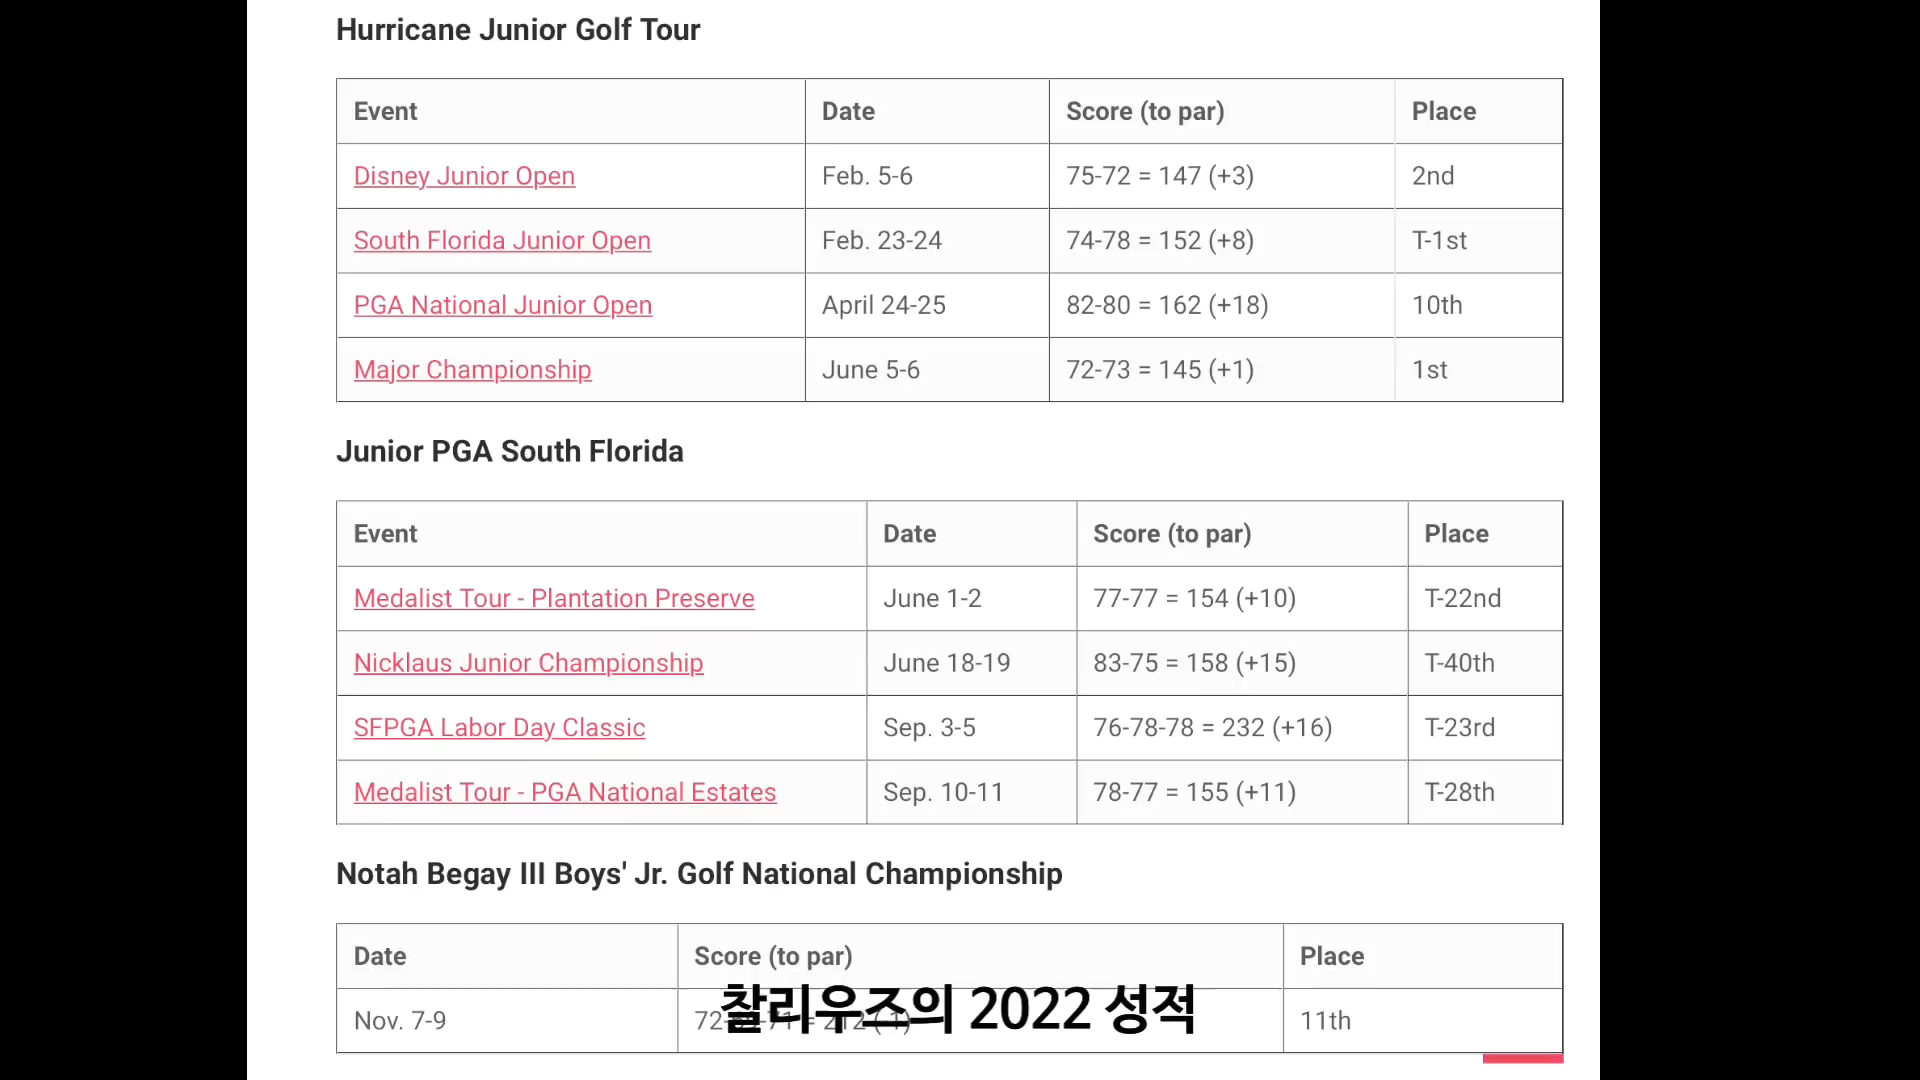 Hurricane Junior Golf Tour
Event Date Score (to par) Place
Disney Junior Open Feb. 5-6 75-72 = 147 (+3) 2nd
South Florida Junior Open Feb. 23-24 74-78 = 152 (+8) T-1st
PGA National Junior Open April 24-25 82-80 = 162 (+18) 10th
Major Championship June 5-6 72-73 = 145 (+1) 1st
Junior PGA South Florida
Event Date Score (to par) Place
Medalist Tour - Plantation Preserve June 1-2 77-77 = 154 (+10) T-22nd
Nicklaus Junior Championship June 18-19 83-75 = 158 (+15) T-40th
SFPGA Labor Day Classic Sep. 3-5 76-78-78 = 232 (+16) T-23rd
Medalist Tour - PGA National Estates Sep. 10-11 78-77 = 155 (+11) T-28th
Notah Begay III Boys' Jr. Golf National Championship
Date Score (to par) Place
Nov. 7-9 11th
찰리우즈의 2022 성적